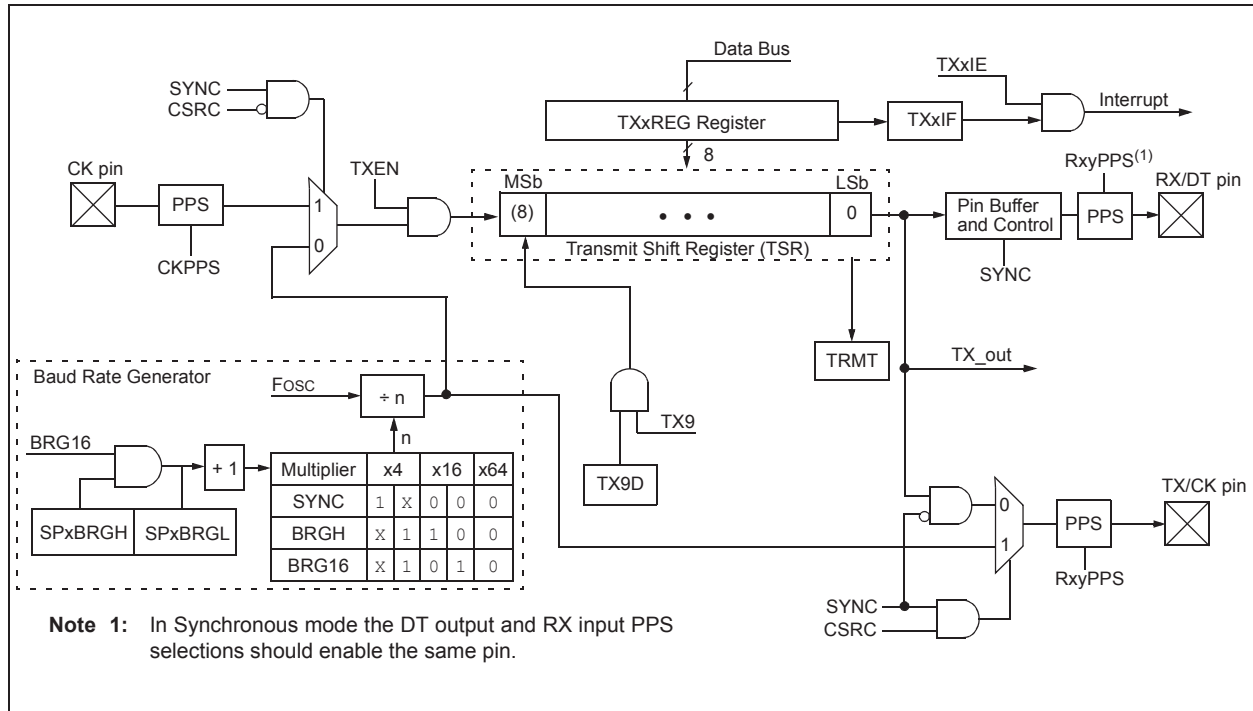 Data Bus
TXxIE
SYNC
CSRC
Interrupt
TXxREG Register
TXxIF
8
RxyPPS(1)
CK pin
TXEN
MSb
LSb
RX/DT pin
PPS
1
(8)
• • •
0
Pin Buffer
and Control
PPS
0
Transmit Shift Register (TSR)
CKPPS
SYNC
TRMT
TX_out
Baud Rate Generator
FOSC
÷ n
n
TX9
BRG16
+ 1
Multiplier x4 x16 x64
SYNC 1 X 0 0 0
BRGH X 1 1 0 0
BRG16 X 1 0 1 0
SPxBRGH SPxBRGL
TX9D
TX/CK pin
0
PPS
1
RxyPPS
SYNC
CSRC
Note 1: In Synchronous mode the DT output and RX input PPS
selections should enable the same pin.